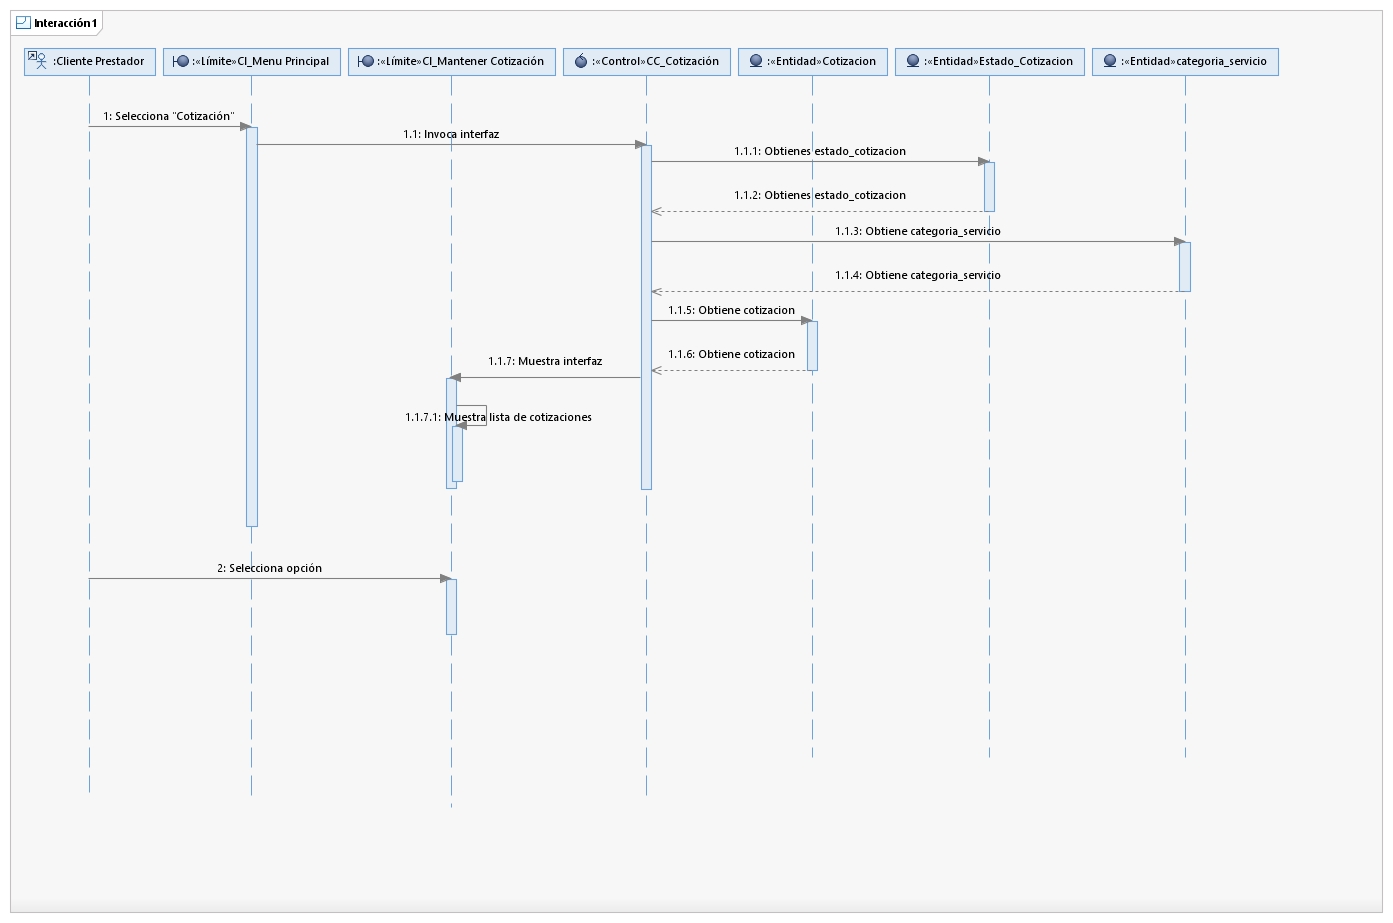 Interacción1
:Cliente Prestador
:«Límite»CI_Menu Principal
:«Límite»CI_Mantener Cotización
:«Control»CC_Cotización
:«Entidad»Cotizacion
:«Entidad»Estado_Cotizacion
:«Entidad»categoria_servicio
1: Selecciona "Cotización"
1.1: Invoca interfaz
1.1.1: Obtienes estado_cotizacion
1.1.2: Obtienes estado_cotizacion
1.1.3: Obtiene categoria_servicio
1.1.4: Obtiene categoria_servicio
1.1.5: Obtiene cotizacion
1.1.6: Obtiene cotizacion
1.1.7: Muestra interfaz
1.1.7.1: Muestra lista de cotizaciones
2: Selecciona opción